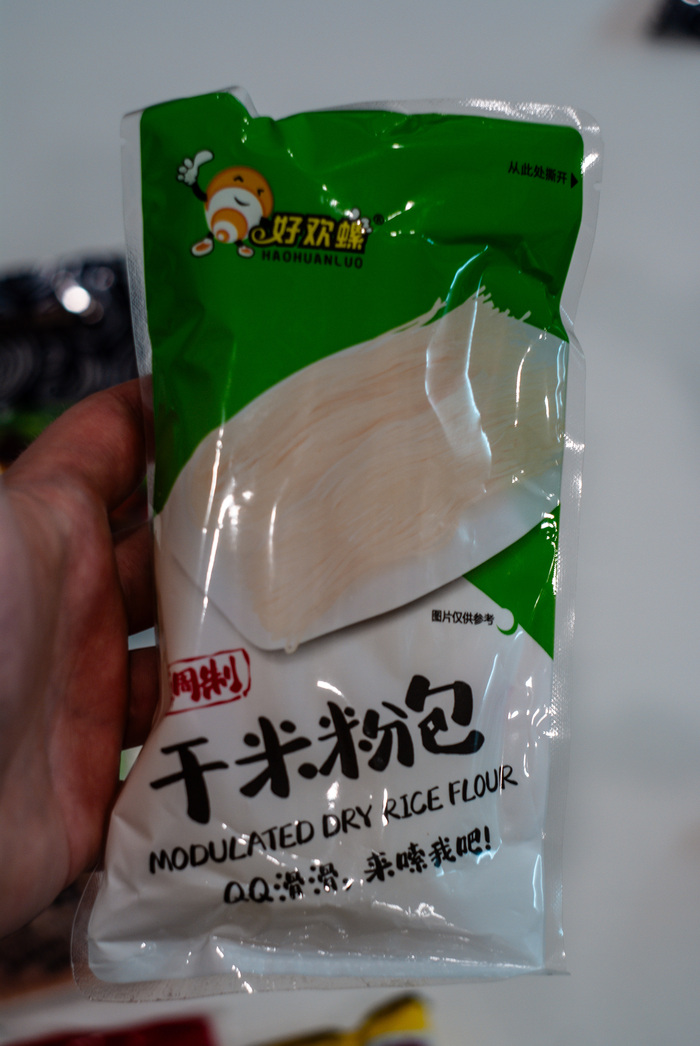 从此处撕开
好欢螺®
HAOHUANLUO
图片仅供参考
调制
干米粉包
MODULATED DRY RICE FLOUR
QQ滑滑,来嗦我吧!